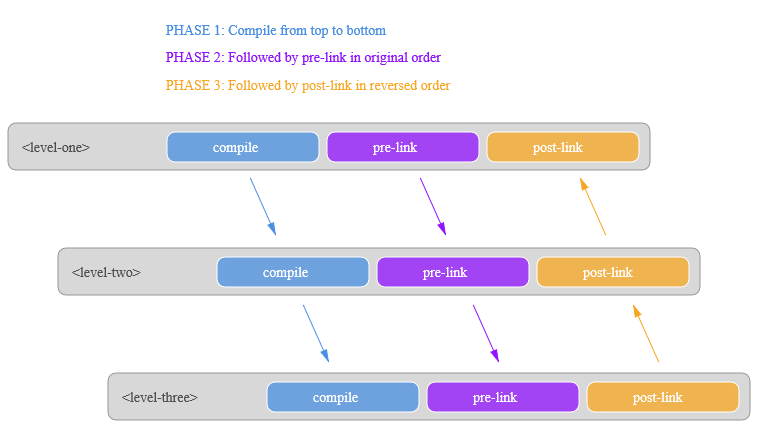 PHASE 1: Compile from top to bottom
PHASE 2: Followed by pre-link in original order
PHASE 3: Followed by post-link in reversed order
<level-one> compile pre-link post-link
<level-two> compile pre-link post-link
<level-three> compile pre-link post-link